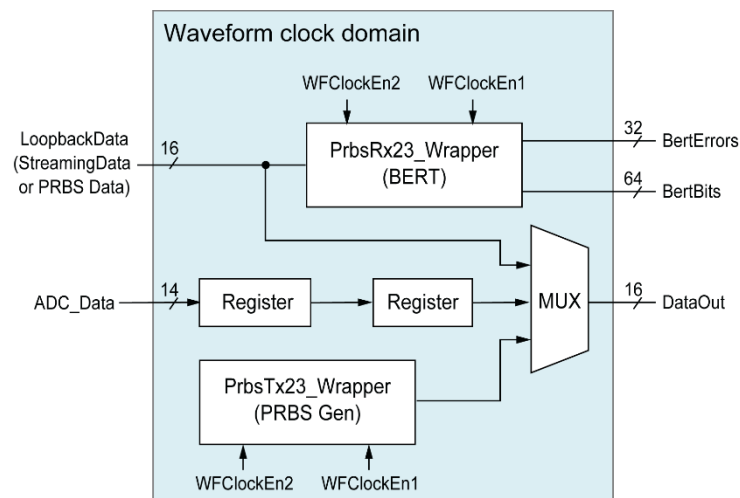 Waveform clock domain
WFClockEn2
WFClockEn1
LoopbackData
(StreamingData
or PRBS Data)
16
PrbsRx23_Wrapper
(BERT)
32
BertErrors
64
BertBits
ADC_Data
14
Register
Register
MUX
16
DataOut
PrbsTx23_Wrapper
(PRBS Gen)
WFClockEn2
WFClockEn1